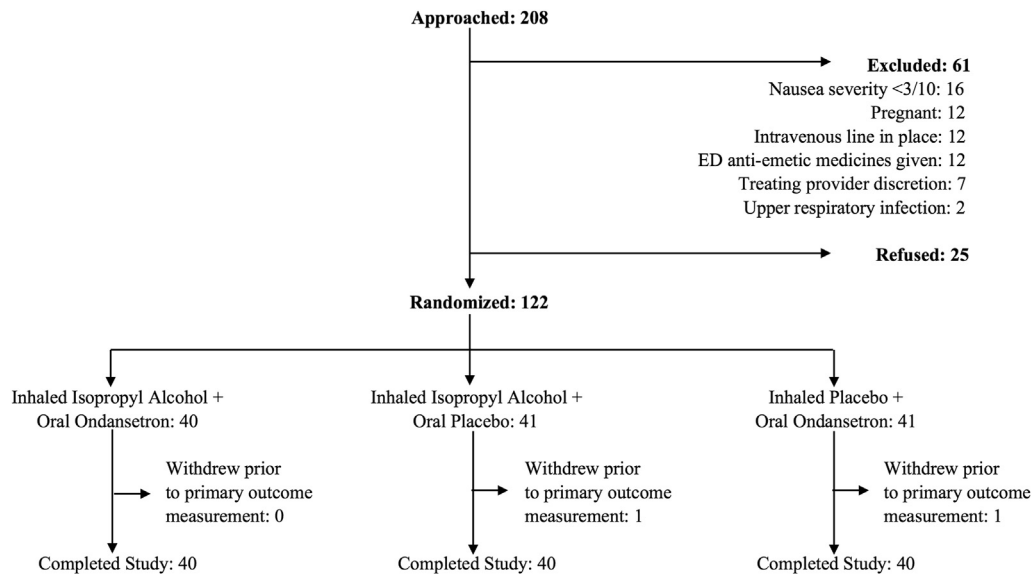 Approached: 208
Excluded: 61
Nausea severity <3/10: 16
Pregnant: 12
Intravenous line in place: 12
ED anti-emetic medicines given: 12
Treating provider discretion: 7
Upper respiratory infection: 2
Refused: 25
Randomized: 122
Inhaled Isopropyl Alcohol +
Oral Ondansetron: 40
Inhaled Isopropyl Alcohol +
Oral Placebo: 41
Inhaled Placebo +
Oral Ondansetron: 41
Withdrew prior
to primary outcome
measurement: 0
Withdrew prior
to primary outcome
measurement: 1
Withdrew prior
to primary outcome
measurement: 1
Completed Study: 40
Completed Study: 40
Completed Study: 40